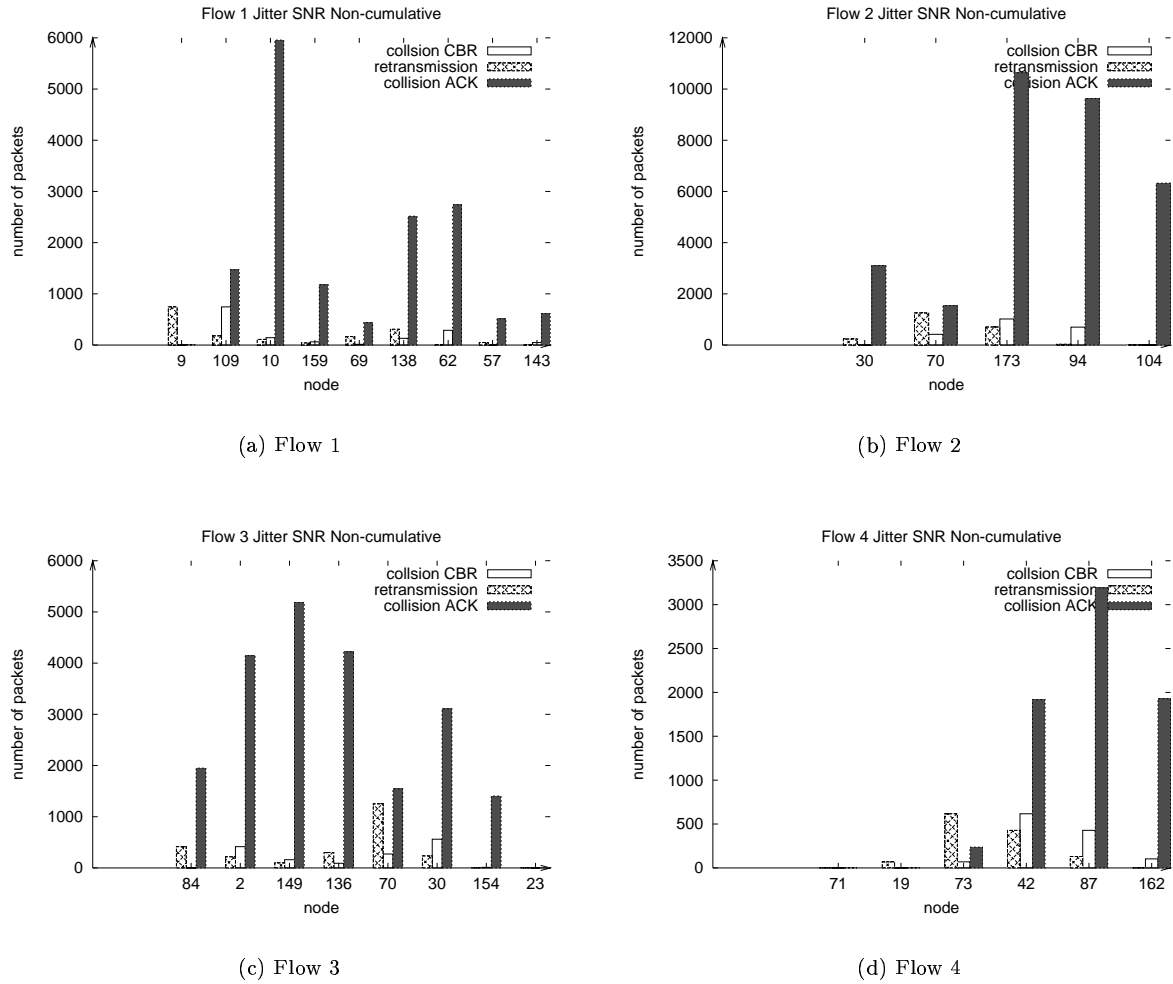 Flow 1 Jitter SNR Non-cumulative
collsion CBR
retransmission
collision ACK
6000
5000
4000
3000
2000
1000
0
number of packets
9 109 10 159 69 138 62 57 143
node
(a) Flow 1
Flow 2 Jitter SNR Non-cumulative
collsion CBR
retransmission
collision ACK
12000
10000
8000
6000
4000
2000
0
number of packets
30 70 173 94 104
node
(b) Flow 2
Flow 3 Jitter SNR Non-cumulative
collsion CBR
retransmission
collision ACK
6000
5000
4000
3000
2000
1000
0
number of packets
84 2 149 136 70 30 154 23
node
(c) Flow 3
Flow 4 Jitter SNR Non-cumulative
collsion CBR
retransmission
collision ACK
3500
3000
2500
2000
1500
1000
500
0
number of packets
71 19 73 42 87 162
node
(d) Flow 4